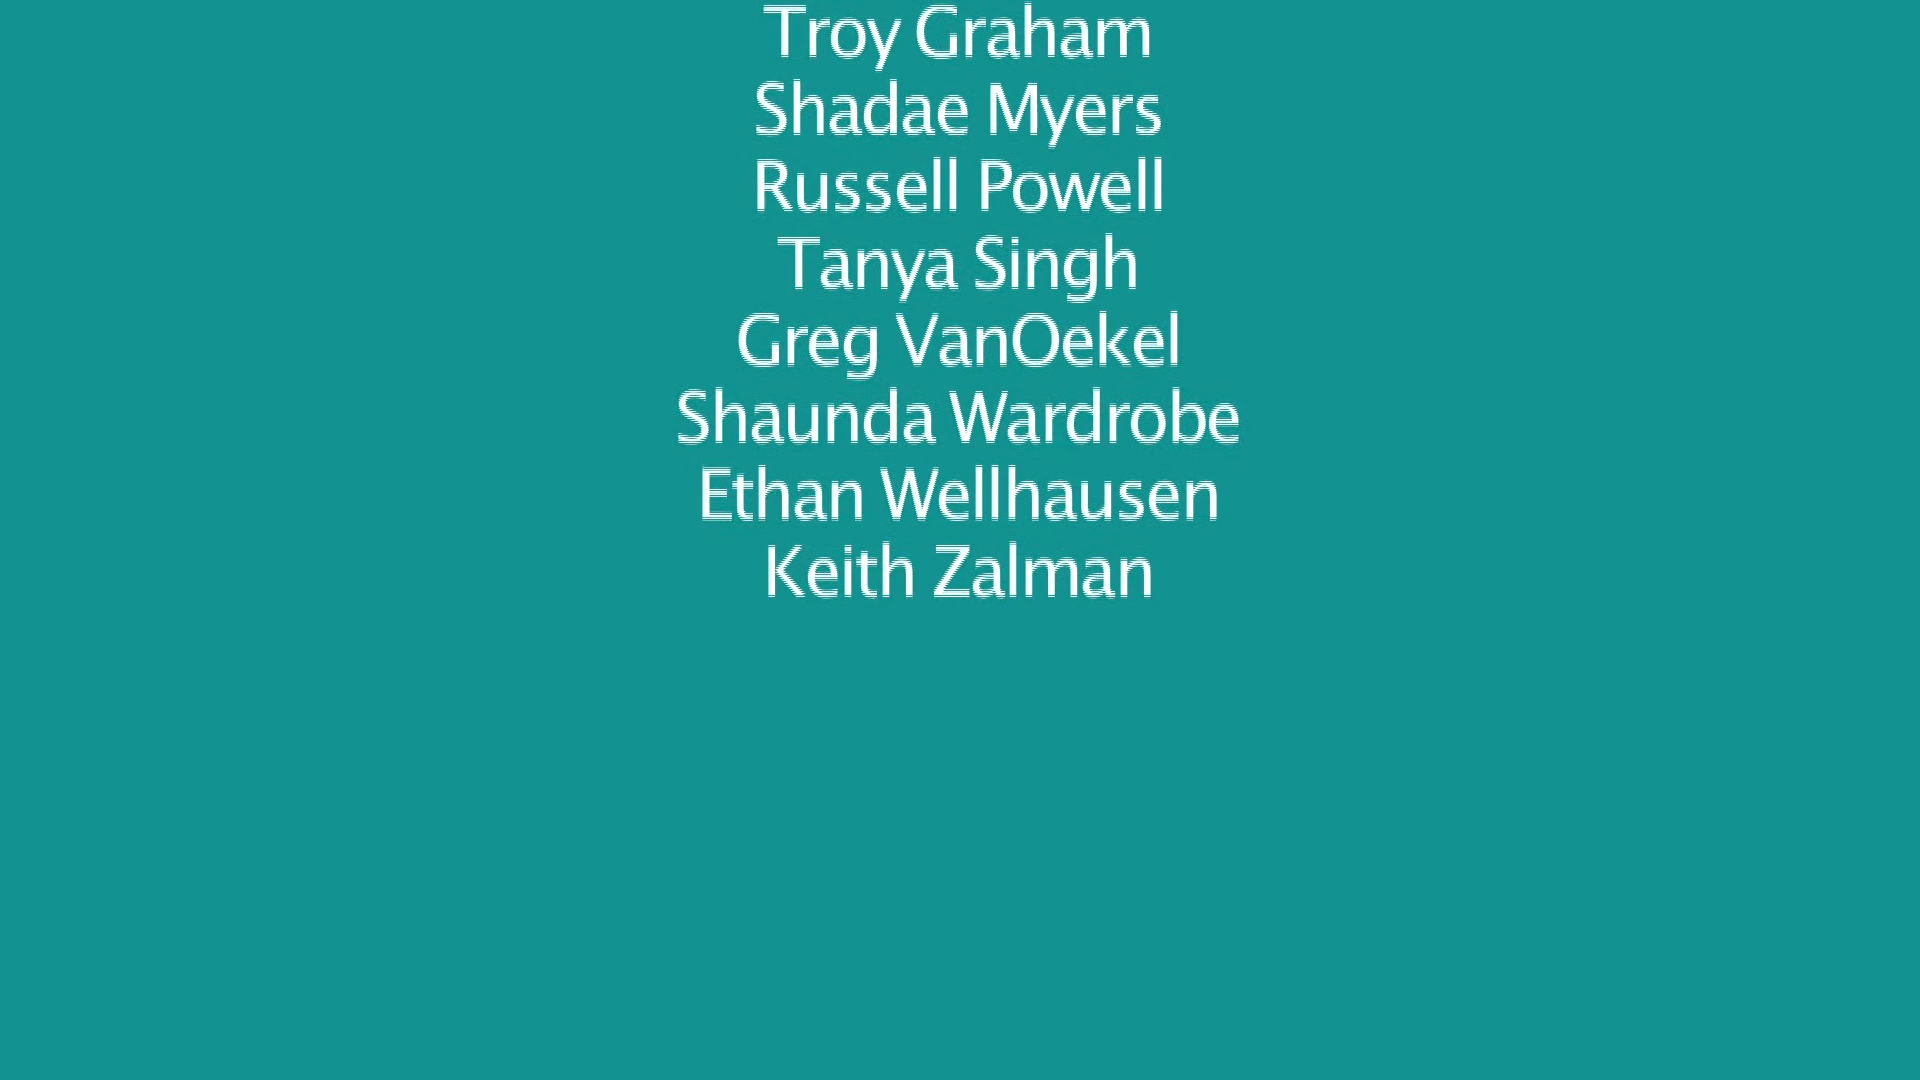 Troy Graham
Shadae Myers
Russell Powell
Tanya Singh
Greg VanOekel
Shaunda Wardrobe
Ethan Wellhausen
Keith Zalman